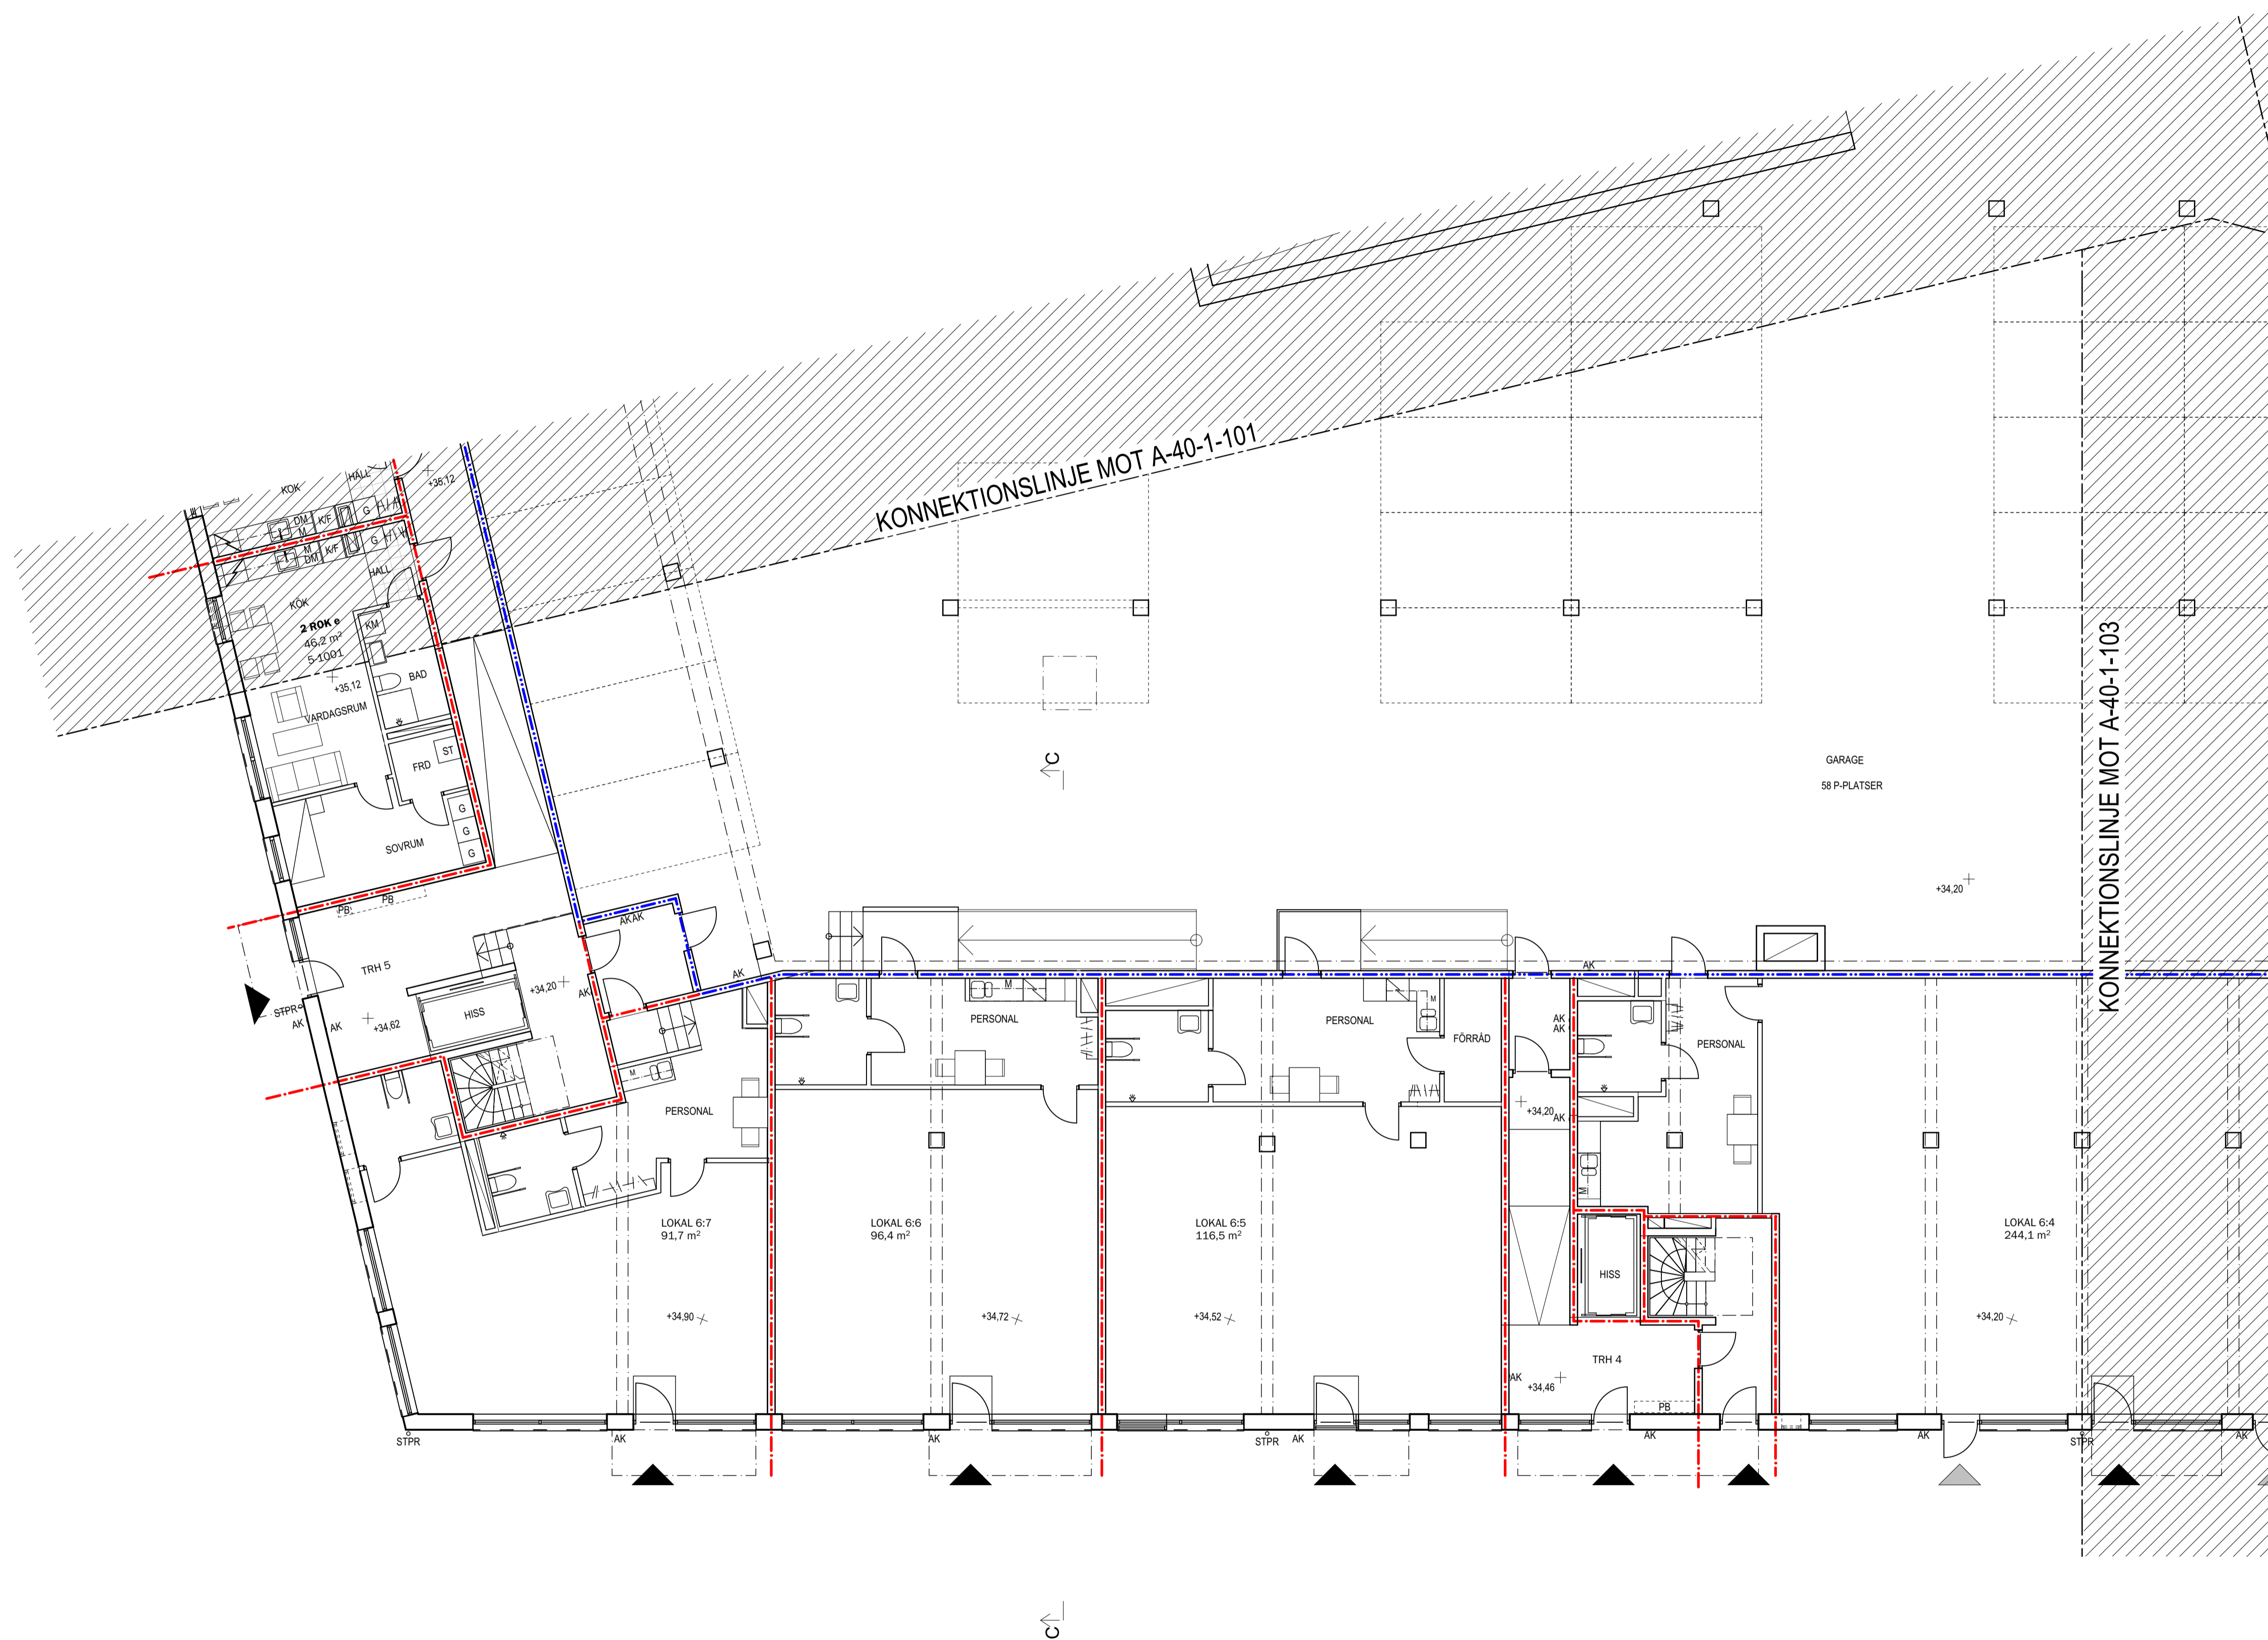 KONNEKTIONSLINJE MOT A-40-1-101
KONNEKTIONSLINJE MOT A-40-1-103
KÖK
HALL
+35,12
DM
M
K/F
G
M
DM
K/F
G
HALL
KÖK
2 ROK e
46,2 m²
5-1001
KM
+35,12
BAD
VARDAGSRUM
ST
FRD
G
G
G
SOVRUM
PB
PB
C
GARAGE
58 P-PLATSER
+34,20
AKAK
TRH 5
+34,20
AK
AK
STPR
AK
AK
+34,62
HISS
M
PERSONAL
M
PERSONAL
PERSONAL
M
FÖRRÅD
AK
AK
AK
+34,20
AK
PERSONAL
M
LOKAL 6:7
91,7 m²
LOKAL 6:6
96,4 m²
LOKAL 6:5
116,5 m²
LOKAL 6:4
244,1 m²
HISS
+34,90
+34,72
+34,52
+34,20
TRH 4
AK
+34,46
PB
STPR
AK
AK
STPR
AK
AK
AK
STPR
AK
C